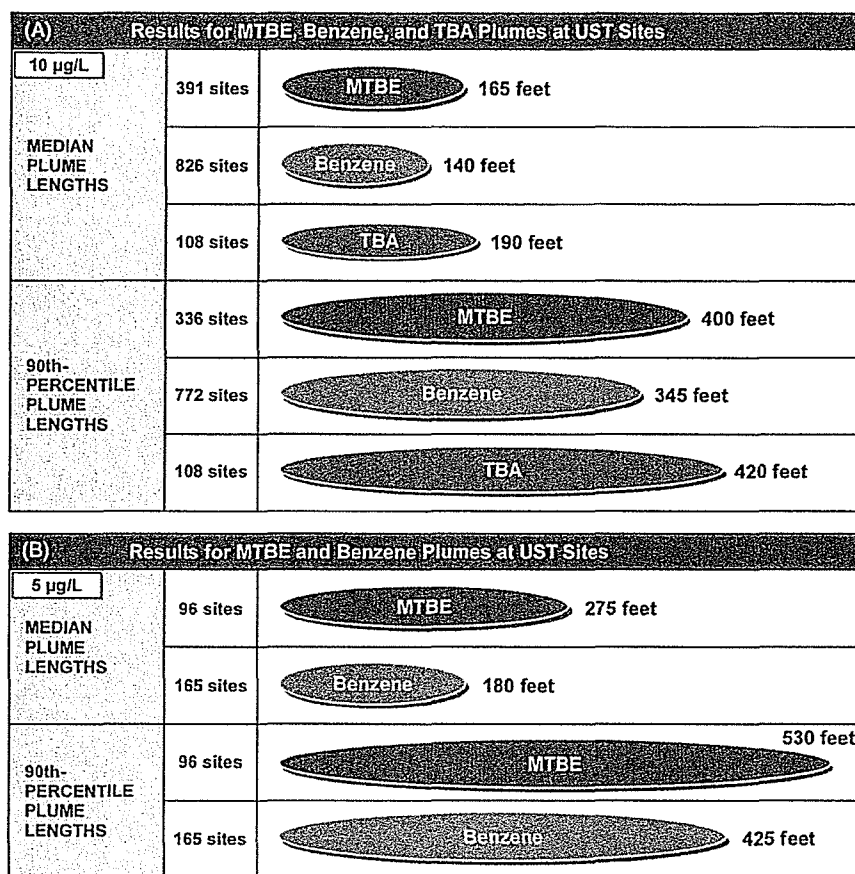 (A) Results for MTBE, Benzene, and TBA Plumes at UST Sites
10 µg/L
MEDIAN
PLUME
LENGTHS
391 sites MTBE 165 feet
826 sites Benzene 140 feet
108 sites TBA 190 feet
90th-
PERCENTILE
PLUME
LENGTHS
336 sites MTBE 400 feet
772 sites Benzene 345 feet
108 sites TBA 420 feet
(B) Results for MTBE and Benzene Plumes at UST Sites
5 µg/L
MEDIAN
PLUME
LENGTHS
96 sites MTBE 275 feet
165 sites Benzene 180 feet
90th-
PERCENTILE
PLUME
LENGTHS
96 sites MTBE 530 feet
165 sites Benzene 425 feet